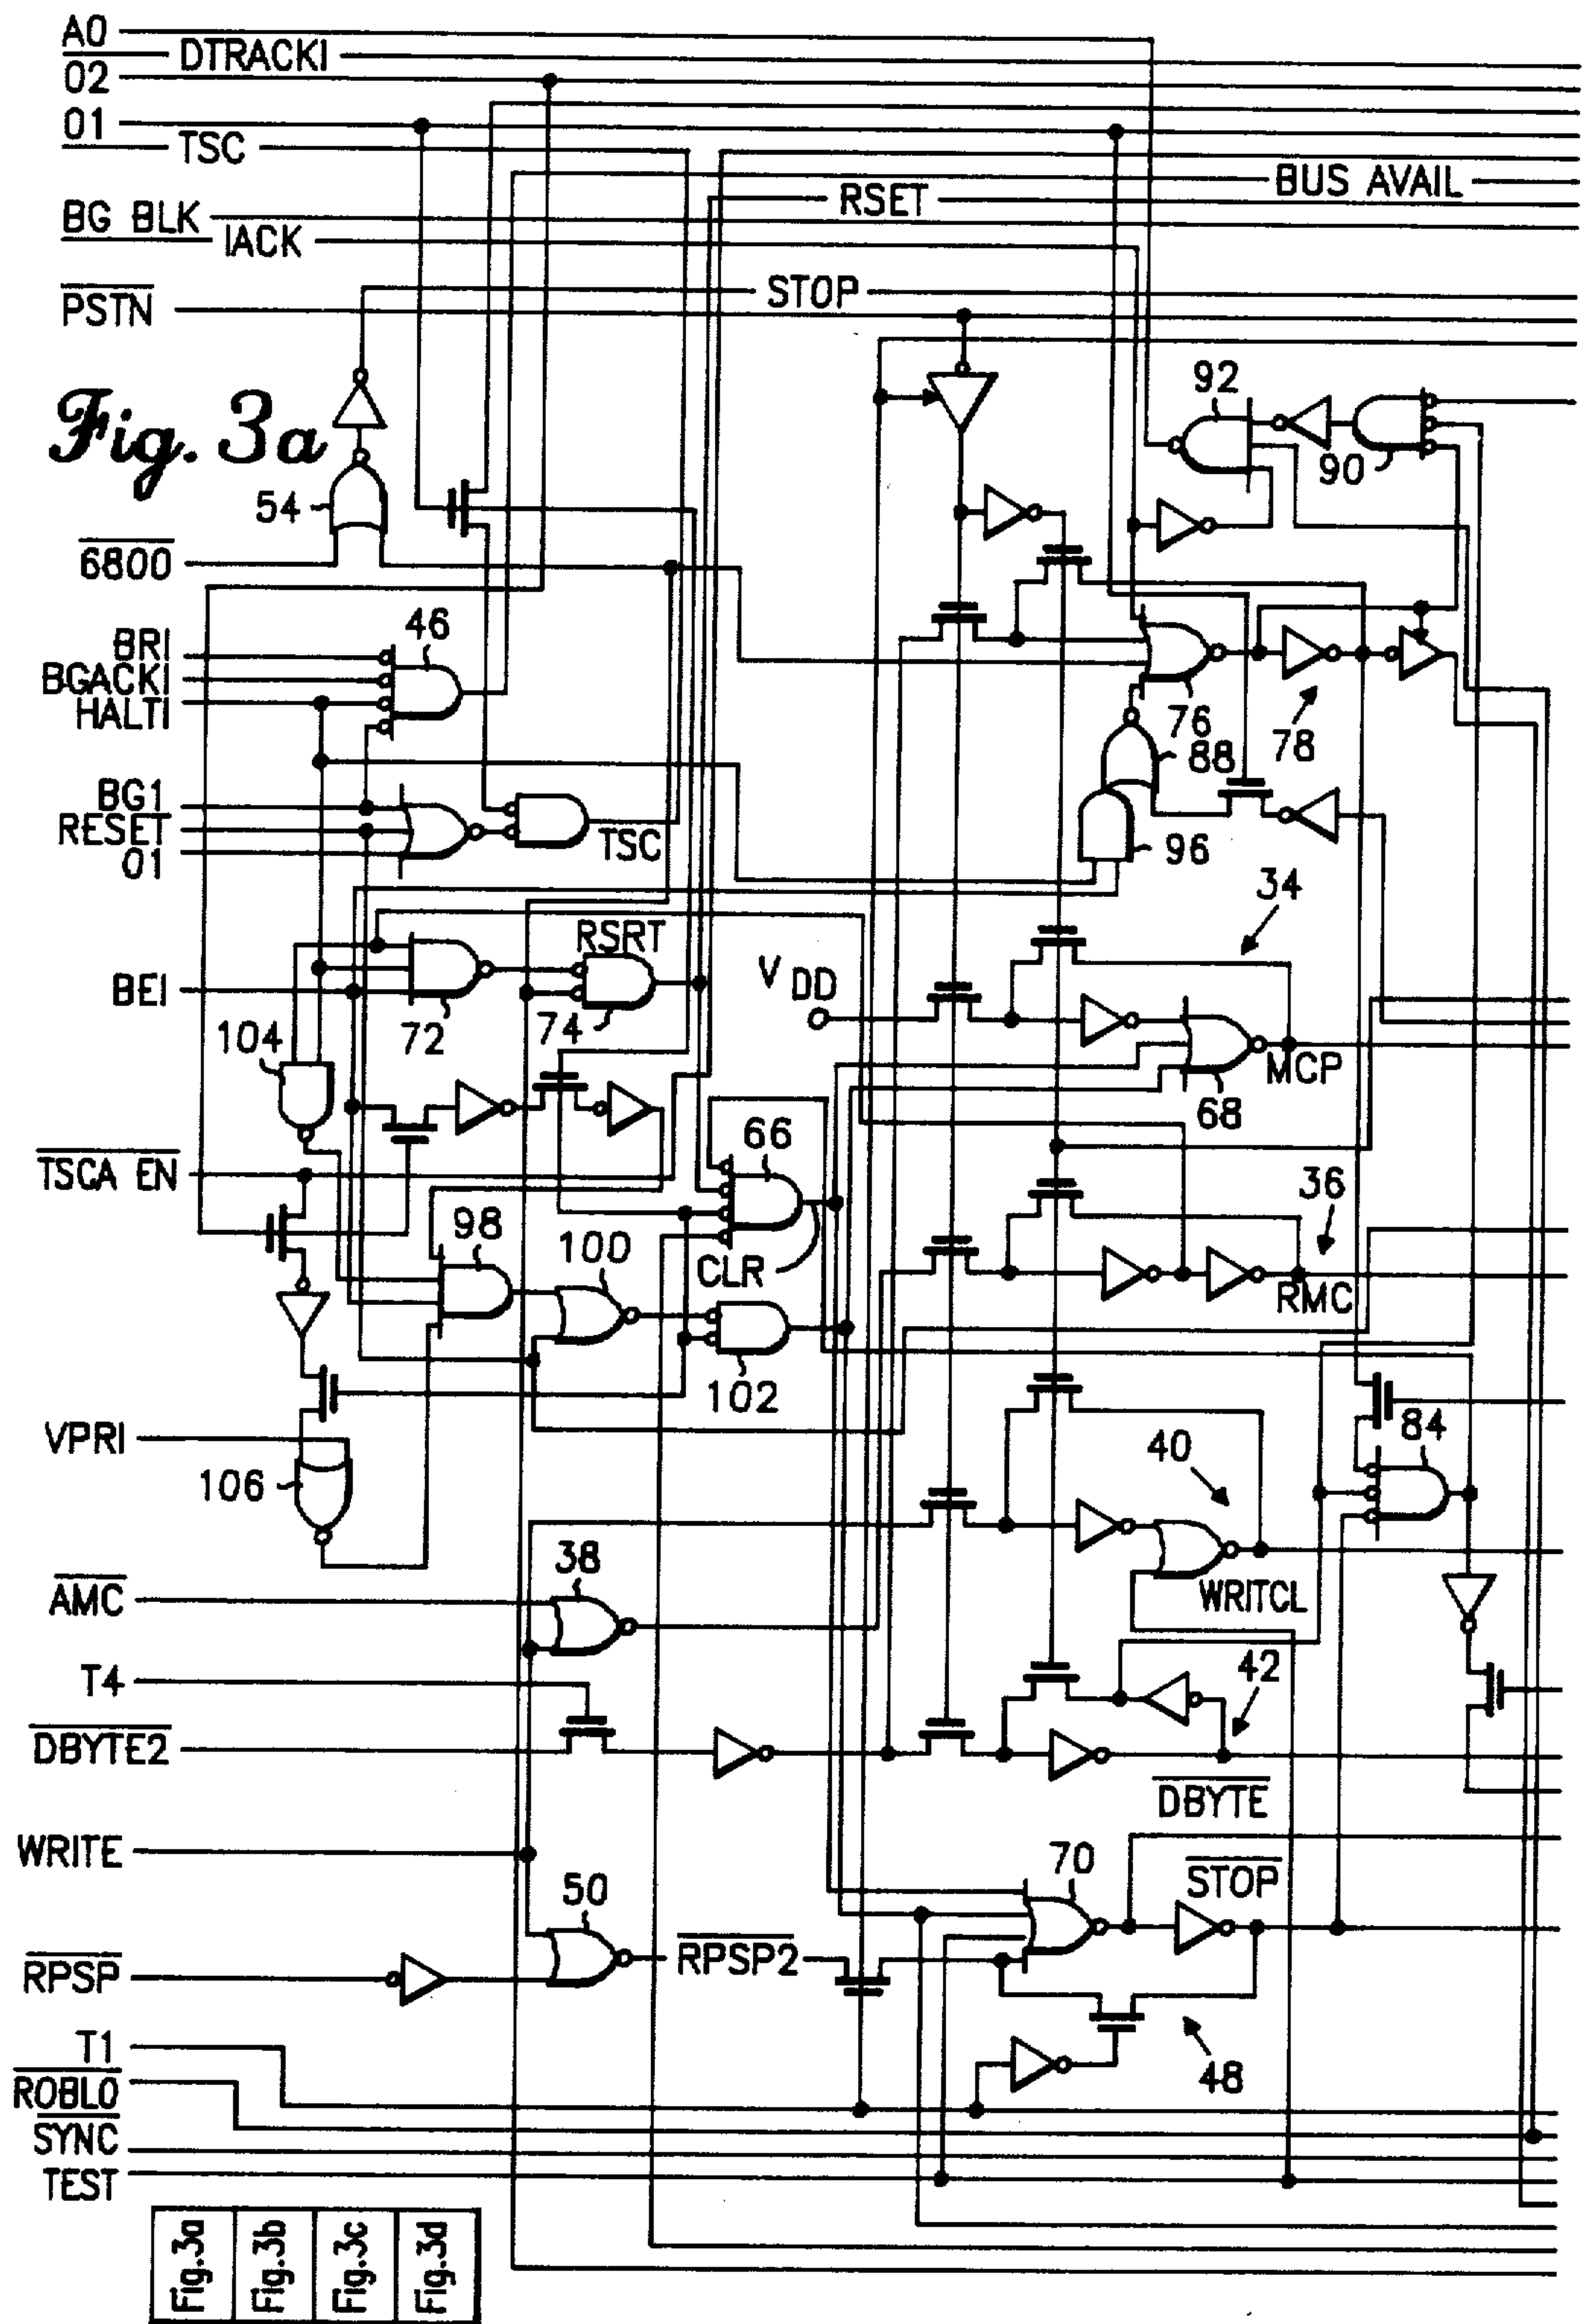 A0
DTRACKI
02
01
TSC
BUS AVAIL
RSET
BG BLK
IACK
STOP
PSTN
Fig. 3a
92
90
54
6800
46
BRI
BGACKI
HALTI
76
78
88
BG1
RESET
01
TSC
96
34
RSRT
BEI
VDD
72
74
104
MCP
68
66
TSCA EN
36
98
100
CLR
RMC
102
84
VPRI
40
106
38
AMC
WRITCL
T4
42
DBYTE2
DBYTE
WRITE
70
STOP
50
RPSP2
RPSP
T1
48
ROBLO
SYNC
TEST
Fig.3a
Fig.3b
Fig.3c
Fig.3d